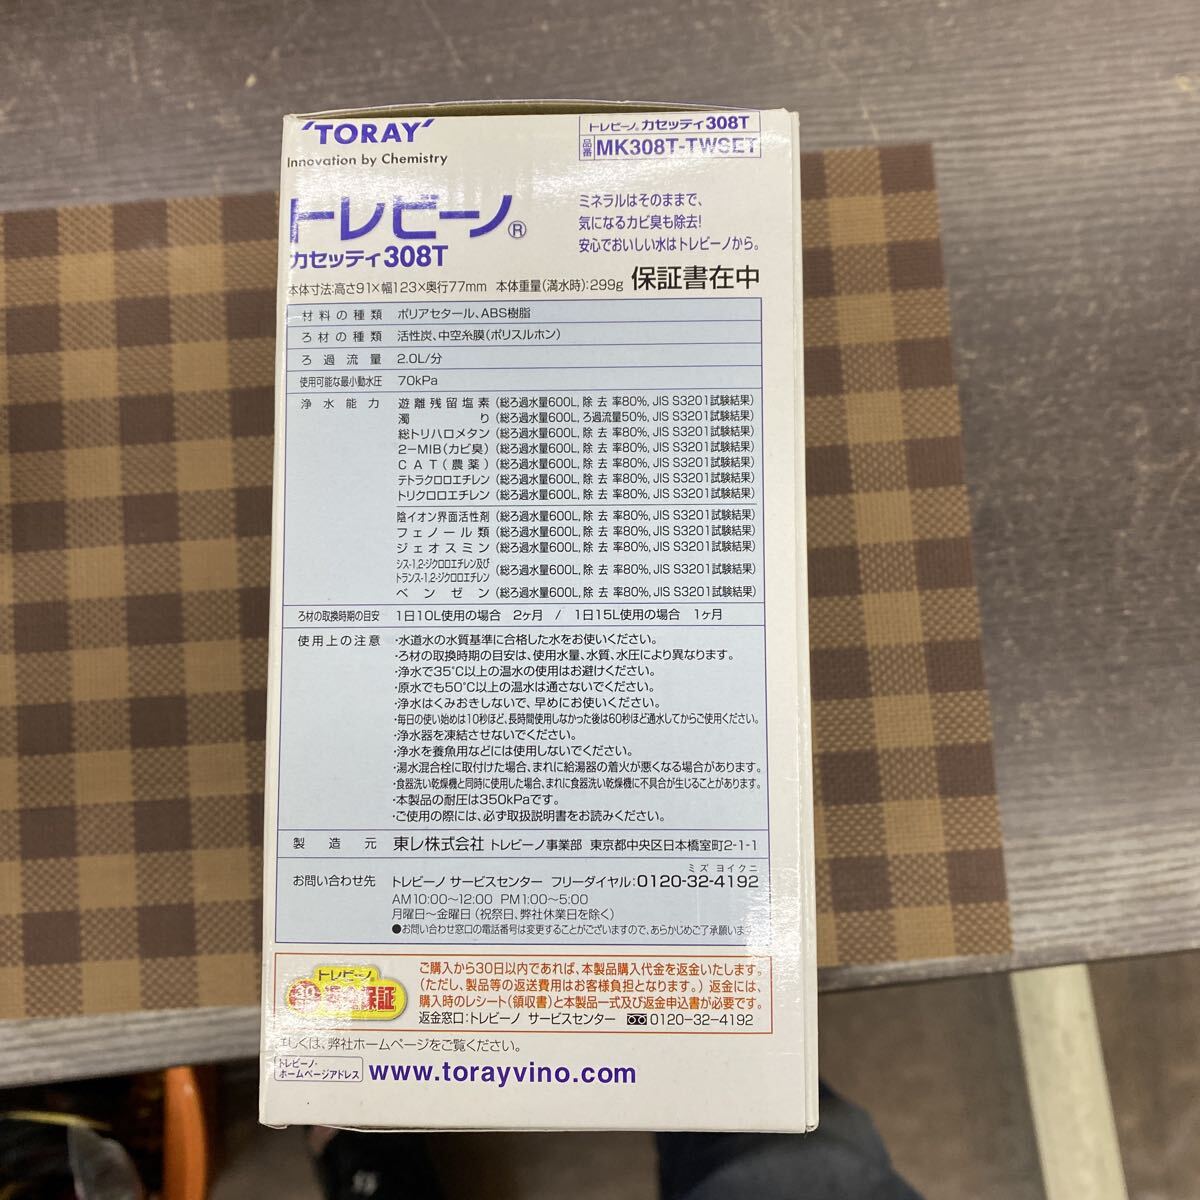 'TORAY'
Innovation by Chemistry
トレビーノ®カセッティ308T
品番 MK308T-TWSET
トレビーノ®
カセッティ308T
ミネラルはそのままで、
気になるカビ臭も除去!
安心でおいしい水はトレビーノから。
本体寸法:高さ91×幅123×奥行77mm 本体重量(満水時):299g 保証書在中
材料の種類 ポリアセタール、ABS樹脂
ろ材の種類 活性炭、中空糸膜(ポリスルホン)
ろ過流量 2.0L/分
使用可能な最小動水圧 70kPa
浄水能力 遊離残留塩素(総ろ過水量600L, 除去率80%, JIS S3201試験結果)
濁り(総ろ過水量600L, ろ過流量50%, JIS S3201試験結果)
総トリハロメタン(総ろ過水量600L, 除去率80%, JIS S3201試験結果)
2-MIB(カビ臭)(総ろ過水量600L, 除去率80%, JIS S3201試験結果)
CAT(農薬)(総ろ過水量600L, 除去率80%, JIS S3201試験結果)
テトラクロロエチレン(総ろ過水量600L, 除去率80%, JIS S3201試験結果)
トリクロロエチレン(総ろ過水量600L, 除去率80%, JIS S3201試験結果)
陰イオン界面活性剤(総ろ過水量600L, 除去率80%, JIS S3201試験結果)
フェノール類(総ろ過水量600L, 除去率80%, JIS S3201試験結果)
ジェオスミン(総ろ過水量600L, 除去率80%, JIS S3201試験結果)
シス-1,2-ジクロロエチレン及び
トランス-1,2-ジクロロエチレン(総ろ過水量600L, 除去率80%, JIS S3201試験結果)
ベンゼン(総ろ過水量600L, 除去率80%, JIS S3201試験結果)
ろ材の取換時期の目安 1日10L使用の場合 2ヶ月 / 1日15L使用の場合 1ヶ月
使用上の注意 ・水道水の水質基準に合格した水をお使いください。
・ろ材の取換時期の目安は、使用水量、水質、水圧により異なります。
・浄水で35℃以上の温水の使用はお避けください。
・原水でも50℃以上の温水は通さないでください。
・浄水はくみおきしないで、早めにお使いください。
・毎日の使い始めは10秒ほど、長時間使用しなかった後は60秒ほど通水してからご使用ください。
・浄水器を凍結させないでください。
・浄水を養魚用などには使用しないでください。
・湯水混合栓に取付けた場合、まれに給湯器の着火が悪くなる場合があります。
・食器洗い乾燥機と同時に使用した場合、まれに食器洗い乾燥機に不具合が生じることがあります。
・本製品の耐圧は350kPaです。
・ご使用の際には、必ず取扱説明書をお読みください。
製造元 東レ株式会社 トレビーノ事業部 東京都中央区日本橋室町2-1-1
ミズ ヨイクニ
お問い合わせ先 トレビーノ サービスセンター フリーダイヤル:0120-32-4192
AM10:00〜12:00 PM1:00〜5:00
月曜日〜金曜日(祝祭日、弊社休業日を除く)
●お問い合わせ窓口の電話番号は変更することがございますので、あらかじめご了承願います
トレビーノ
30 返金保証
ご購入から30日以内であれば、本製品購入代金を返金いたします。
(ただし、製品等の返送費用はお客様負担となります。)返金には、
購入時のレシート(領収書)と本製品一式及び返金申込書が必要です。
返金窓口:トレビーノ サービスセンター 0120-32-4192
詳しくは、弊社ホームページをご覧ください。
トレビーノ・
ホームページアドレス www.torayvino.com